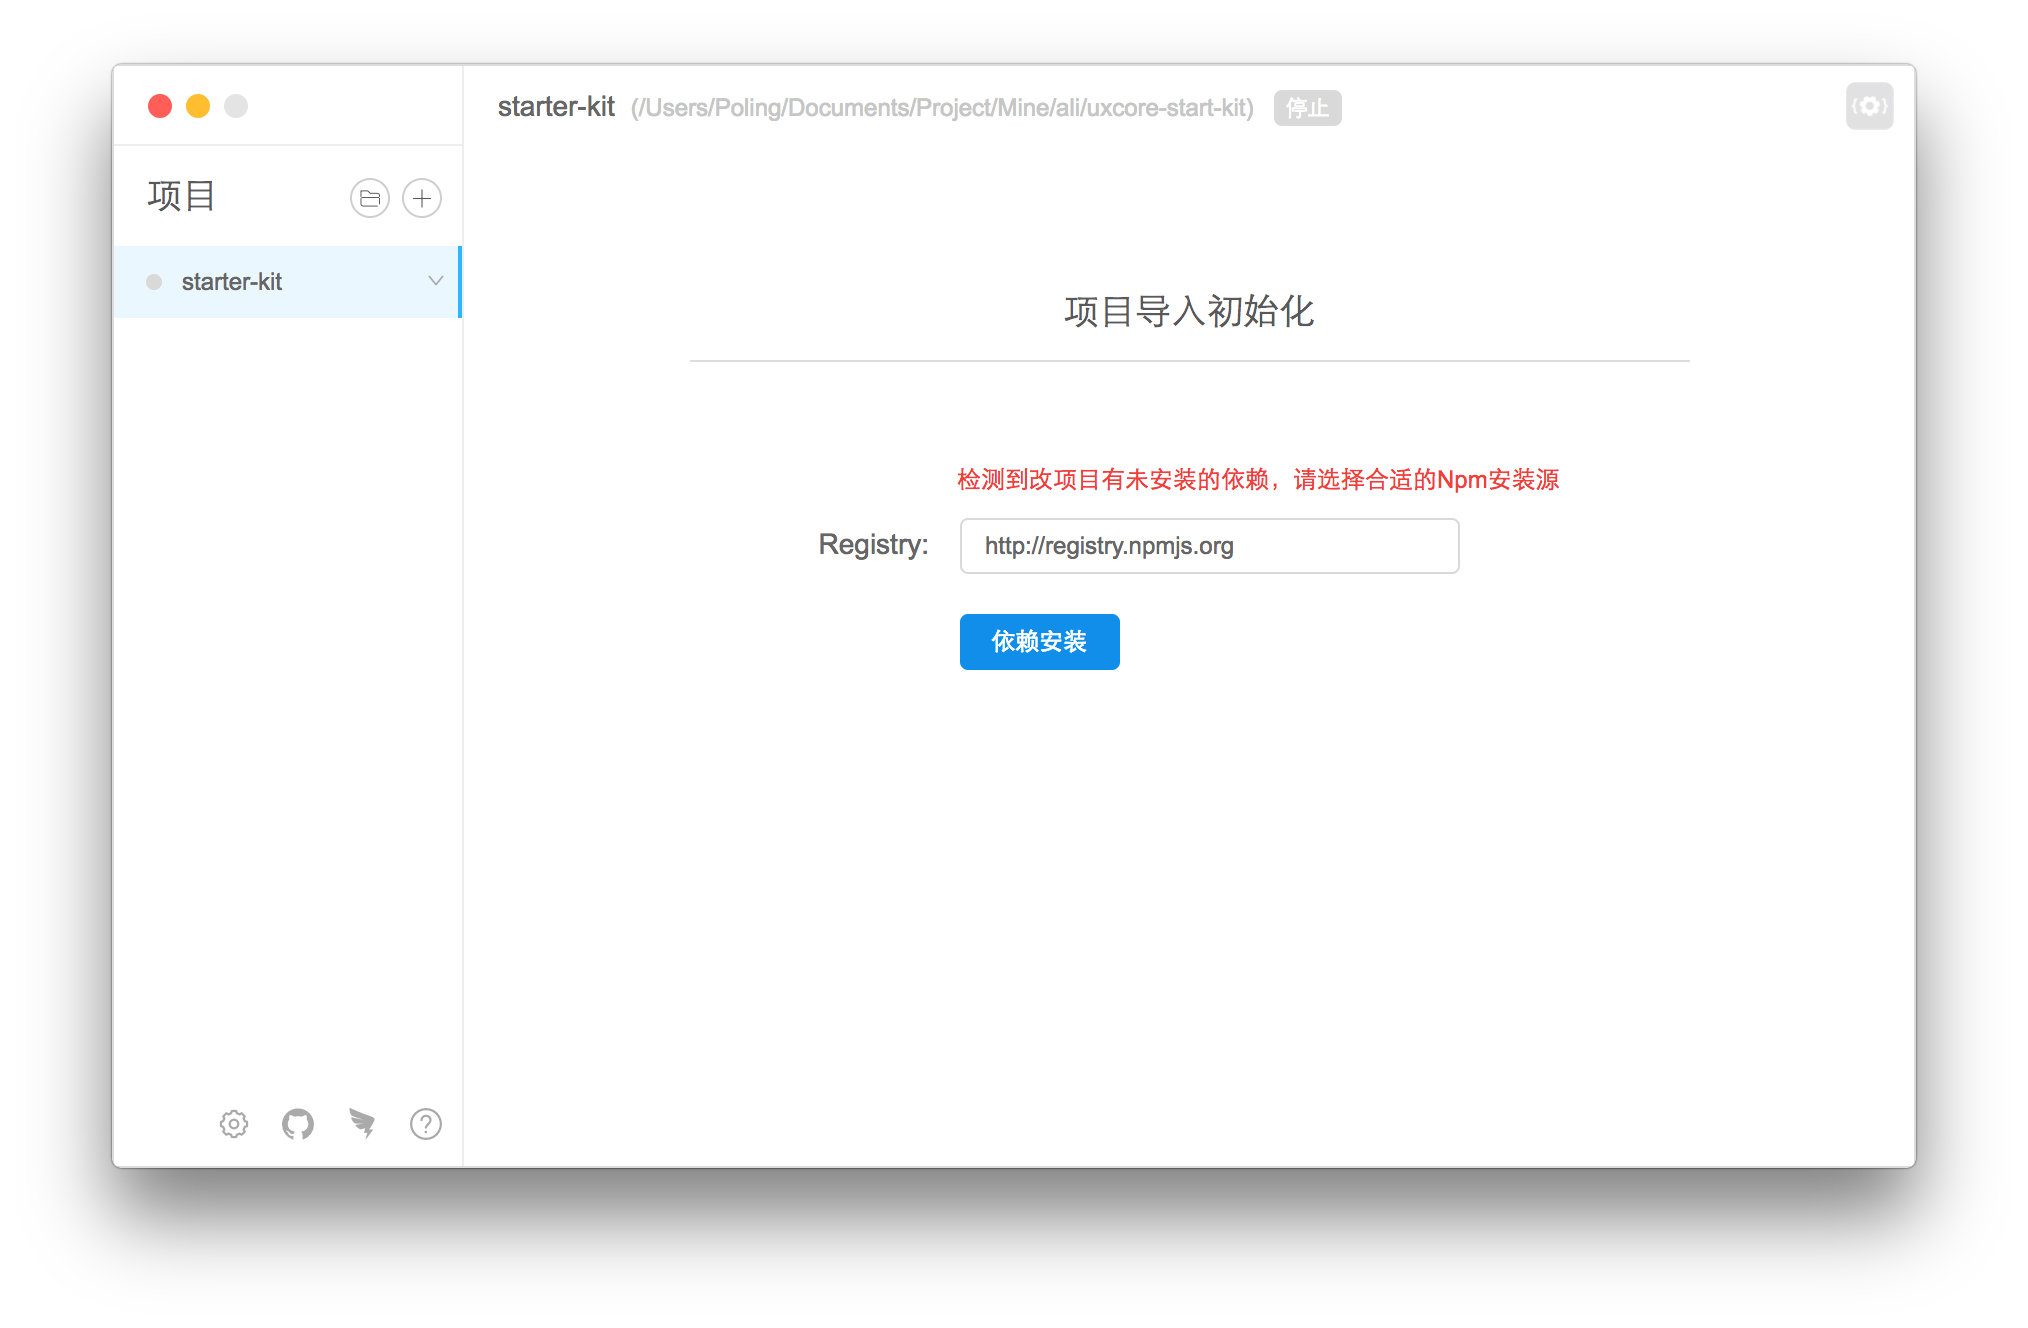 starter-kit (/Users/Poling/Documents/Project/Mine/ali/uxcore-start-kit) 停止
项目
starter-kit
项目导入初始化
检测到改项目有未安装的依赖，请选择合适的Npm安装源
Registry: http://registry.npmjs.org
依赖安装